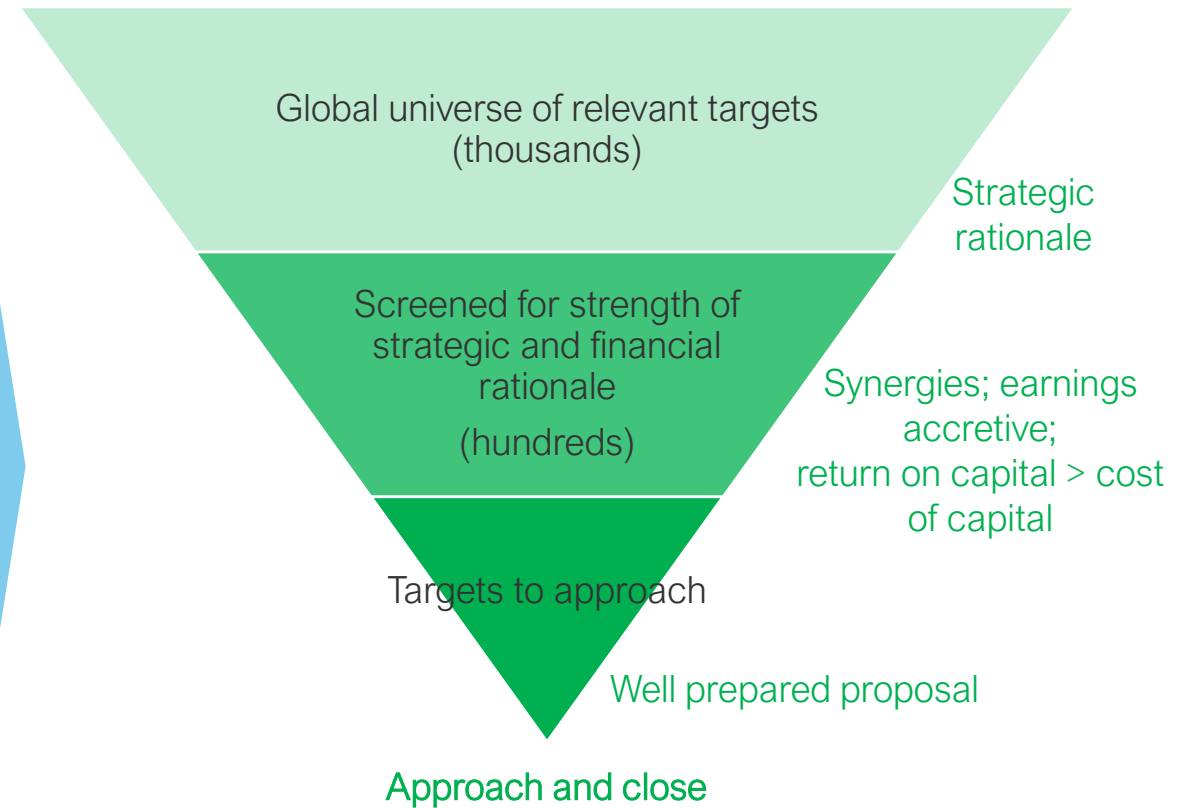 Global universe of relevant targets
(thousands)
Strategic
rationale
Screened for strength of
strategic and financial
rationale
(hundreds)
Synergies; earnings
accretive;
return on capital > cost
of capital
Targets to approach
Well prepared proposal
Approach and close